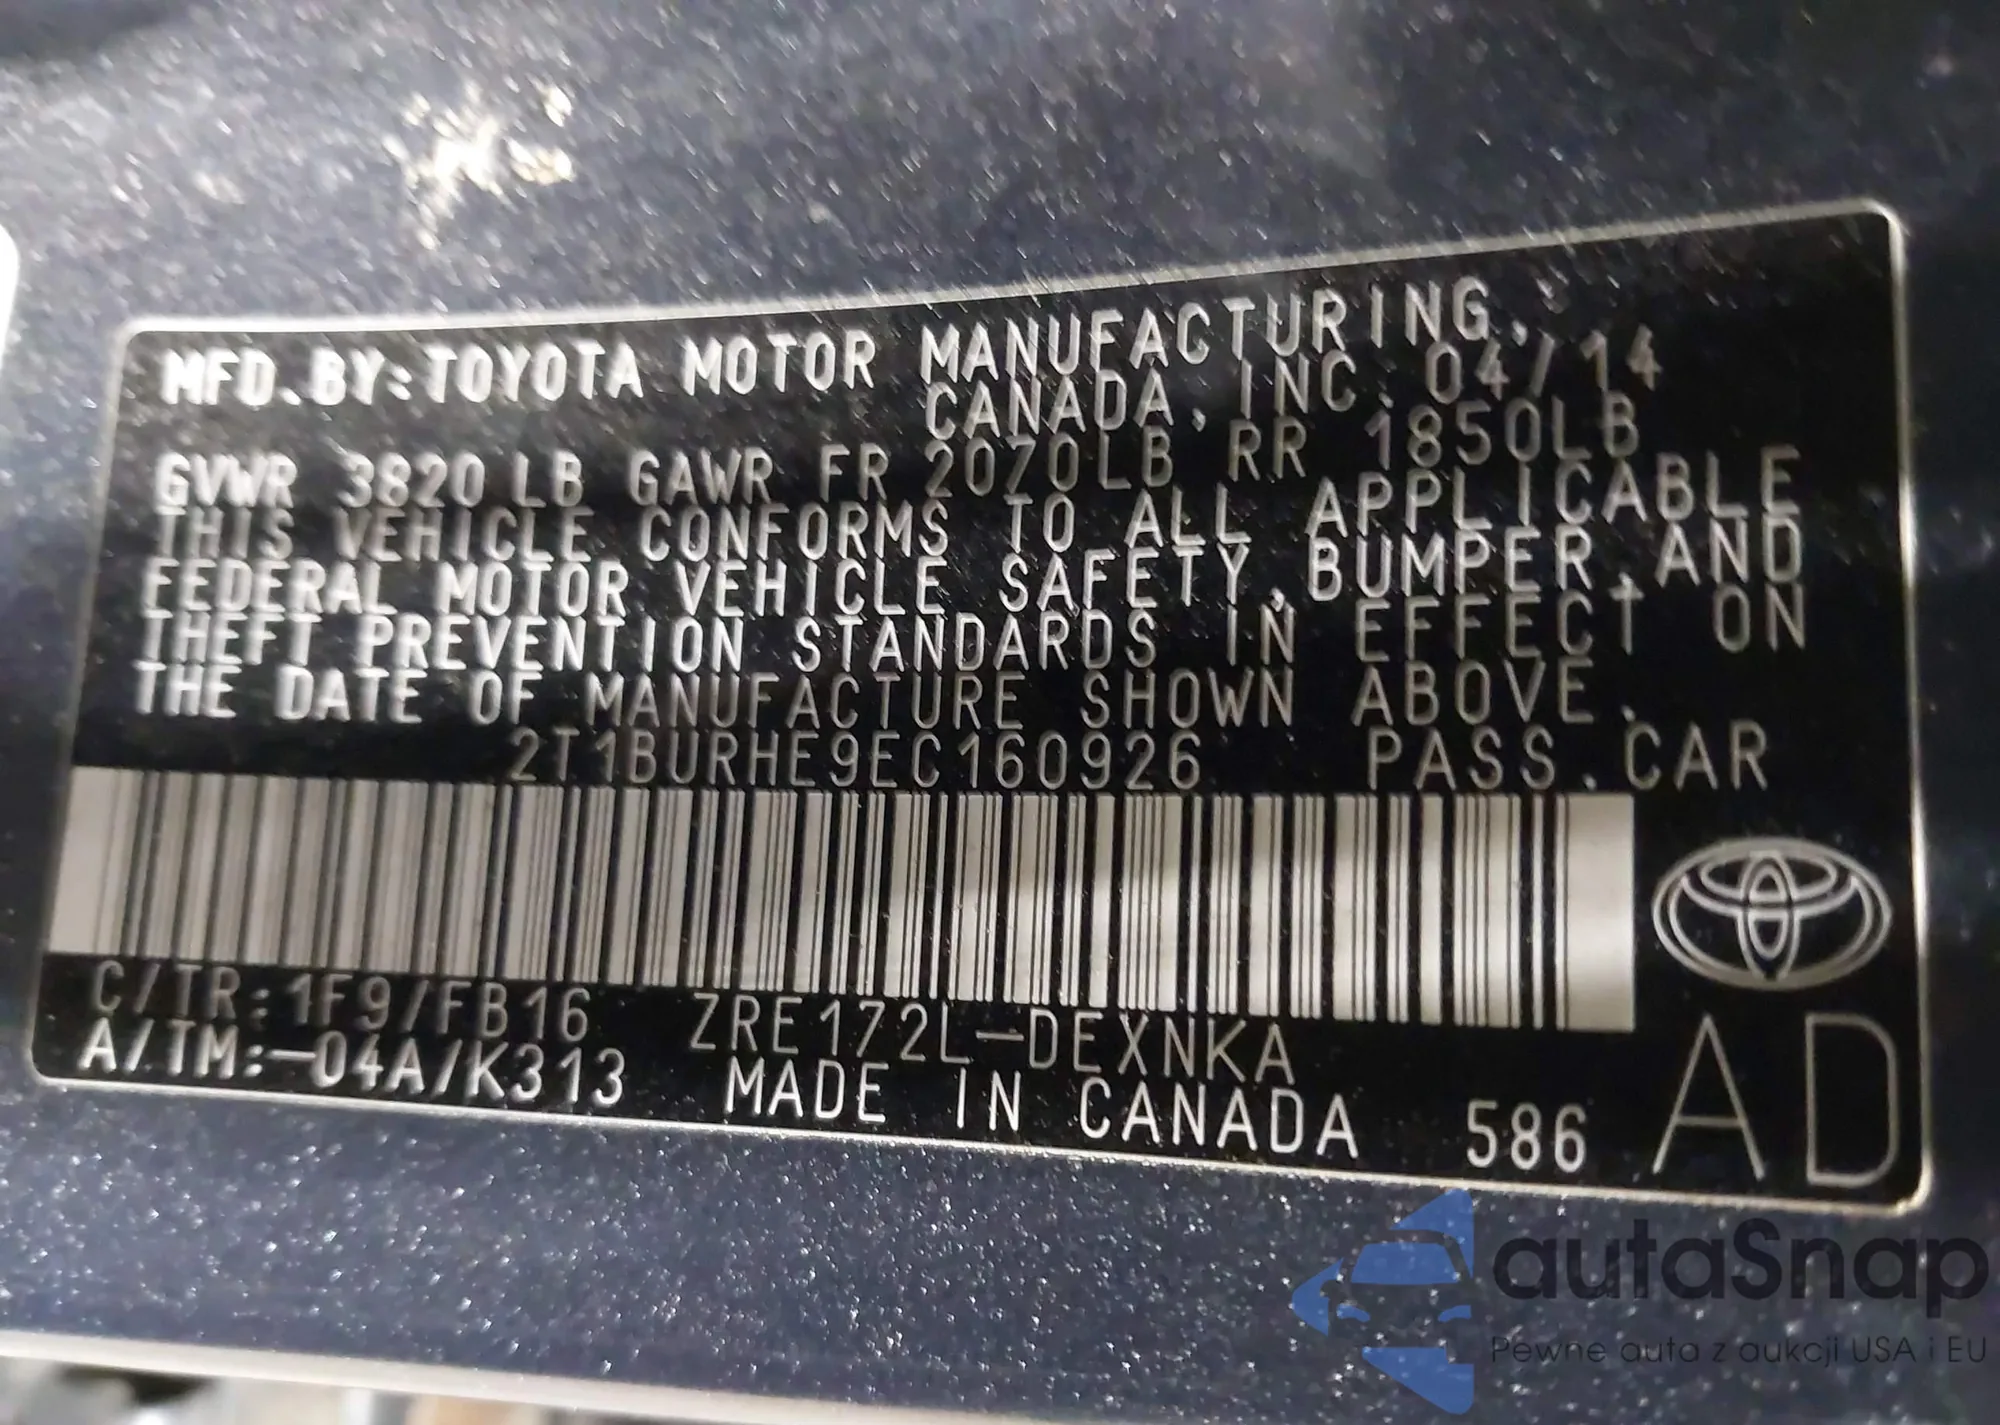 MFD.BY:TOYOTA MOTOR MANUFACTURING,
CANADA, INC. 04/14
GVWR 3820LB GAWR FR 2070LB RR 1850LB
THIS VEHICLE CONFORMS TO ALL APPLICABLE
FEDERAL MOTOR VEHICLE SAFETY, BUMPER, AND
THEFT PREVENTION STANDARDS IN EFFECT ON
THE DATE OF MANUFACTURE SHOWN ABOVE.
2T1BURHE9EC160926 PASS.CAR
C/TR:1F9/FB16 ZRE172L-DEXNKA
A/TM:-04A/K313 MADE IN CANADA 586 AD
autaSnap
Pewne auta z aukcji USA i EU